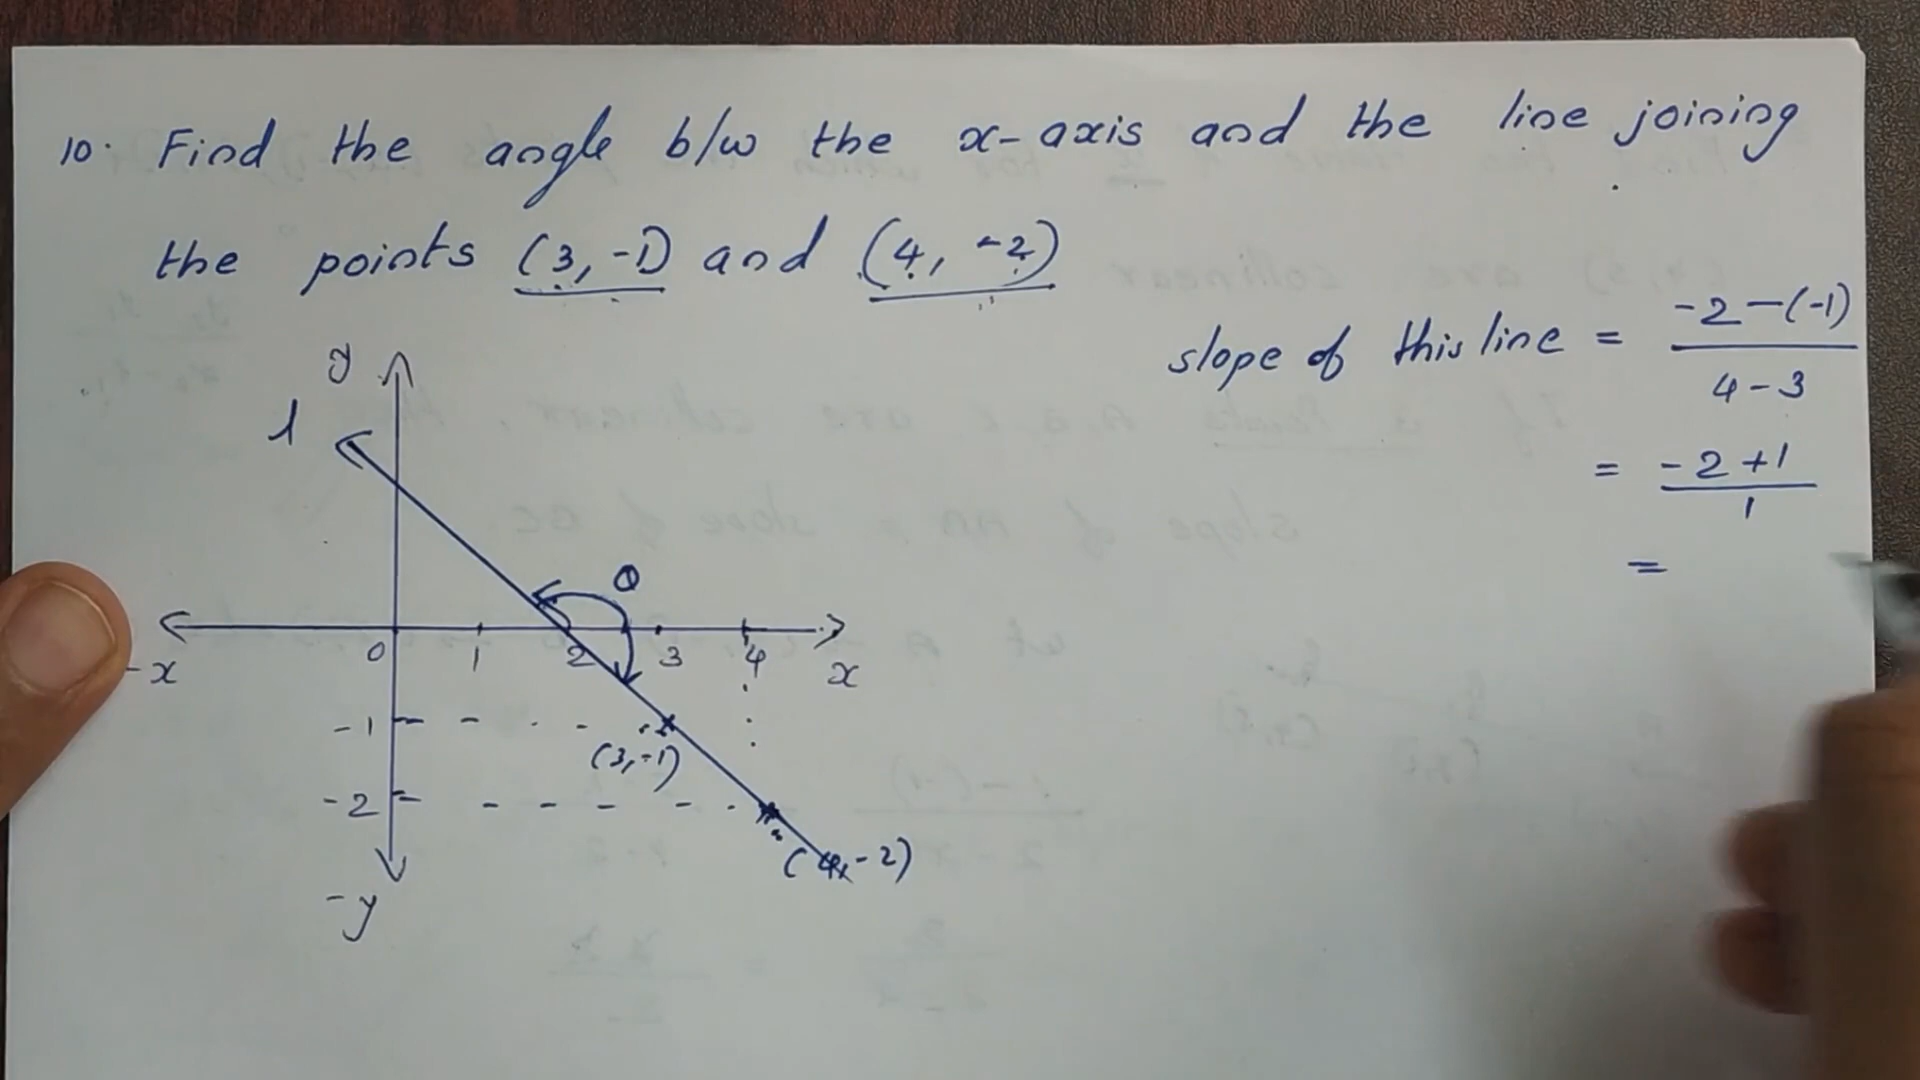 10. Find the angle b/w the x-axis and the line joining
the points (3, -1) and (4, -2)
slope of this line = -2-(-1) / 4-3
= -2+1 / 1
=
y
l
θ
-x 0 1 2 3 4 x
-1
(3,-1)
-2
(4,-2)
-y